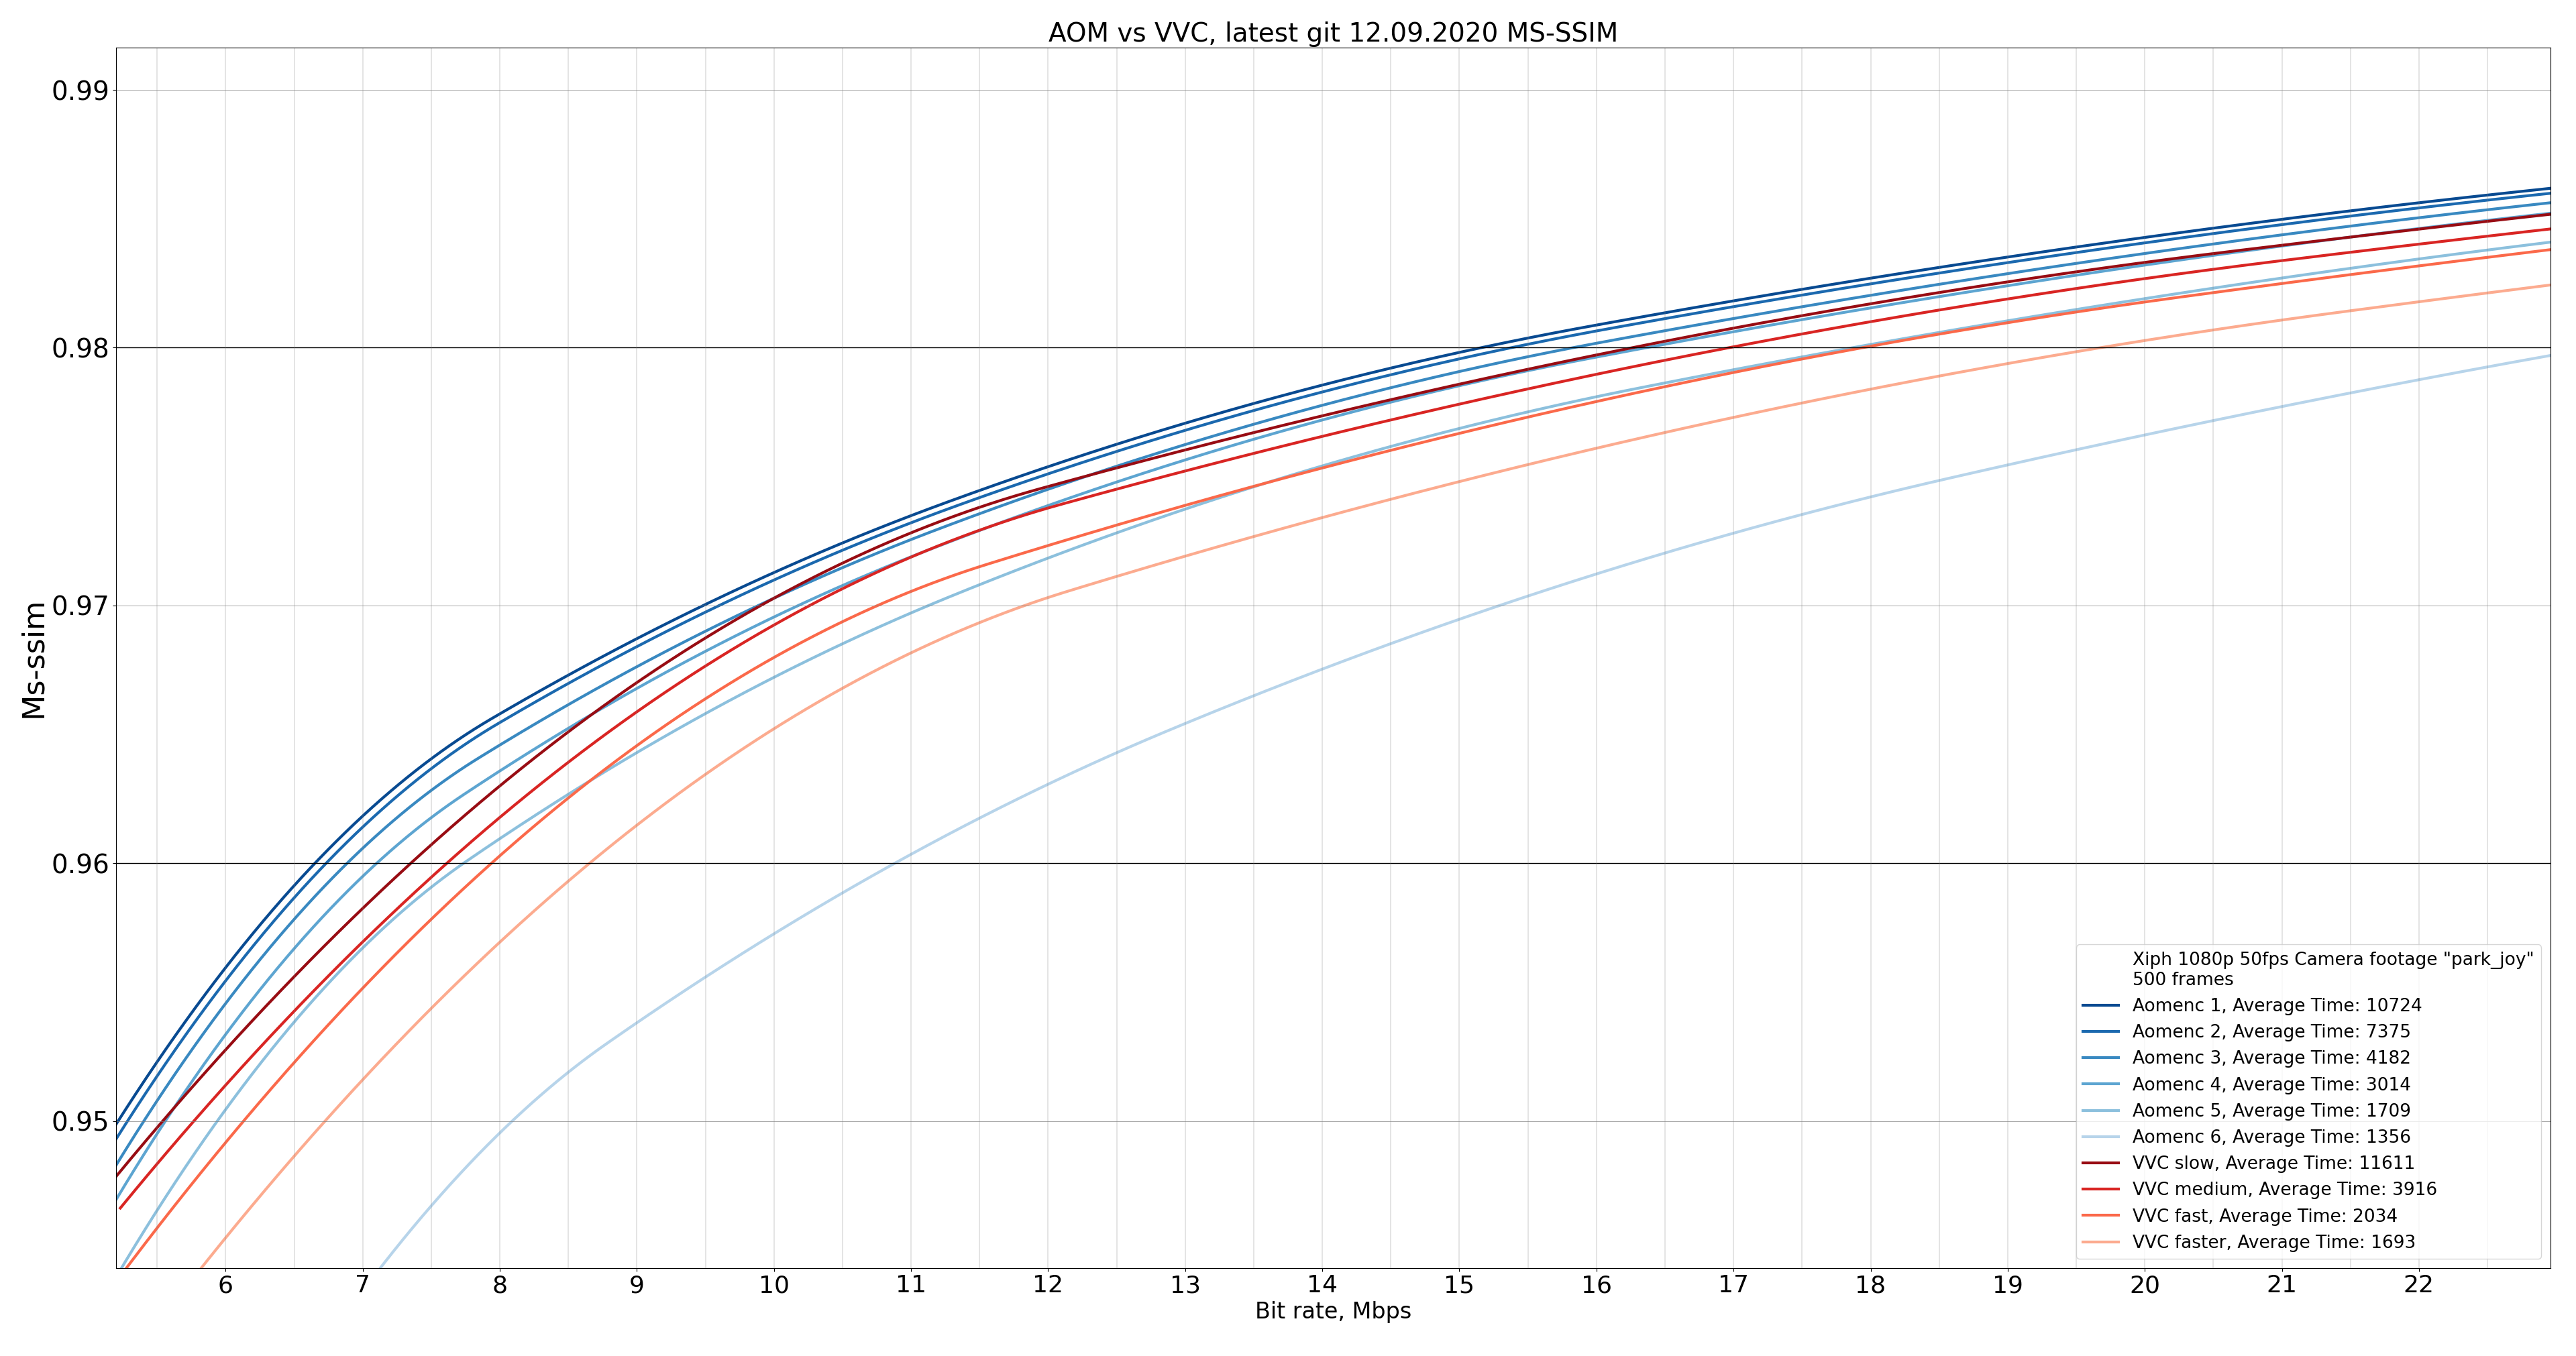 AOM vs VVC, latest git 12.09.2020 MS-SSIM
0.99
0.98
0.97
0.96
0.95
Ms-ssim
Xiph 1080p 50fps Camera footage "park_joy"
500 frames
Aomenc 1, Average Time: 10724
Aomenc 2, Average Time: 7375
Aomenc 3, Average Time: 4182
Aomenc 4, Average Time: 3014
Aomenc 5, Average Time: 1709
Aomenc 6, Average Time: 1356
VVC slow, Average Time: 11611
VVC medium, Average Time: 3916
VVC fast, Average Time: 2034
VVC faster, Average Time: 1693
6 7 8 9 10 11 12 13 14 15 16 17 18 19 20 21 22
Bit rate, Mbps